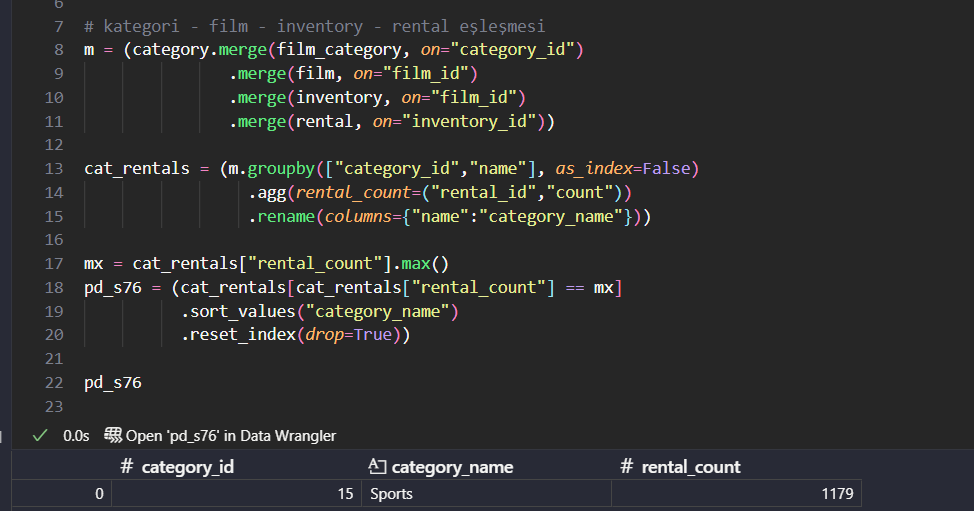 6
7 # kategori - film - inventory - rental eşleşmesi
8 m = (category.merge(film_category, on="category_id")
9 .merge(film, on="film_id")
10 .merge(inventory, on="film_id")
11 .merge(rental, on="inventory_id"))
12
13 cat_rentals = (m.groupby(["category_id","name"], as_index=False)
14 .agg(rental_count=("rental_id","count"))
15 .rename(columns={"name":"category_name"}))
16
17 mx = cat_rentals["rental_count"].max()
18 pd_s76 = (cat_rentals[cat_rentals["rental_count"] == mx]
19 .sort_values("category_name")
20 .reset_index(drop=True))
21
22 pd_s76
23
0.0s Open 'pd_s76' in Data Wrangler
# category_id A category_name # rental_count
0 15 Sports 1179